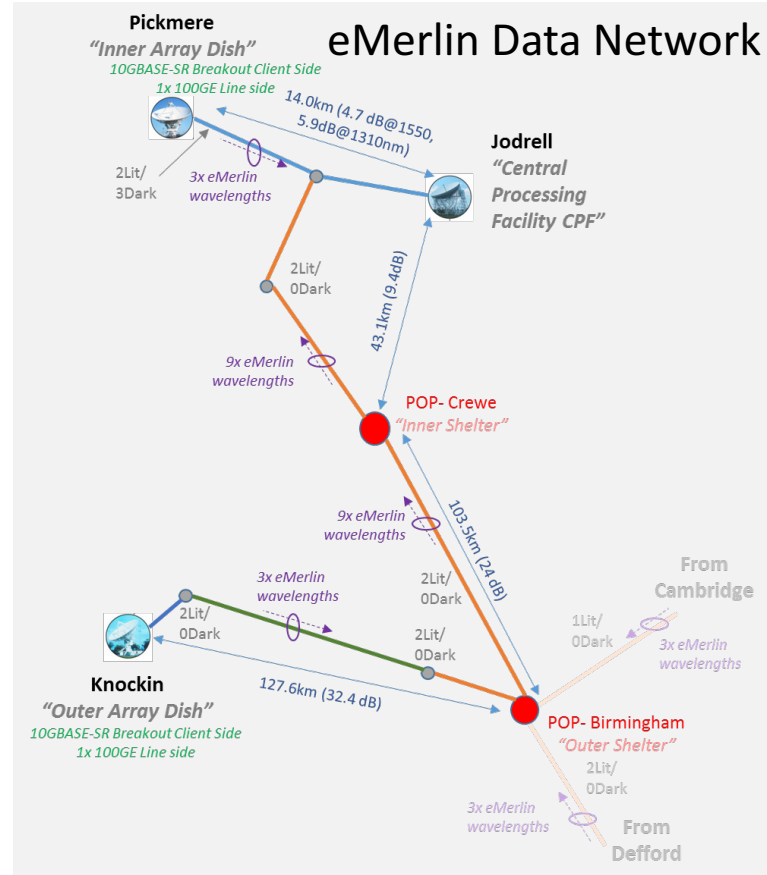 eMerlin Data Network
Pickmere
“Inner Array Dish”
10GBASE-SR Breakout Client Side
1x 100GE Line side
14.0km (4.7 dB@1550,
5.9dB@1310nm)
Jodrell
“Central
Processing
Facility CPF”
2Lit/
3Dark
3x eMerlin
wavelengths
2Lit/
0Dark
43.1km (9.4dB)
9x eMerlin
wavelengths
POP- Crewe
“Inner Shelter”
9x eMerlin
wavelengths
103.5km (24 dB)
2Lit/
0Dark
3x eMerlin
wavelengths
2Lit/
0Dark
2Lit/
0Dark
From
Cambridge
1Lit/
0Dark
3x eMerlin
wavelengths
Knockin
“Outer Array Dish”
10GBASE-SR Breakout Client Side
1x 100GE Line side
127.6km (32.4 dB)
POP- Birmingham
“Outer Shelter”
2Lit/
0Dark
3x eMerlin
wavelengths
From
Defford